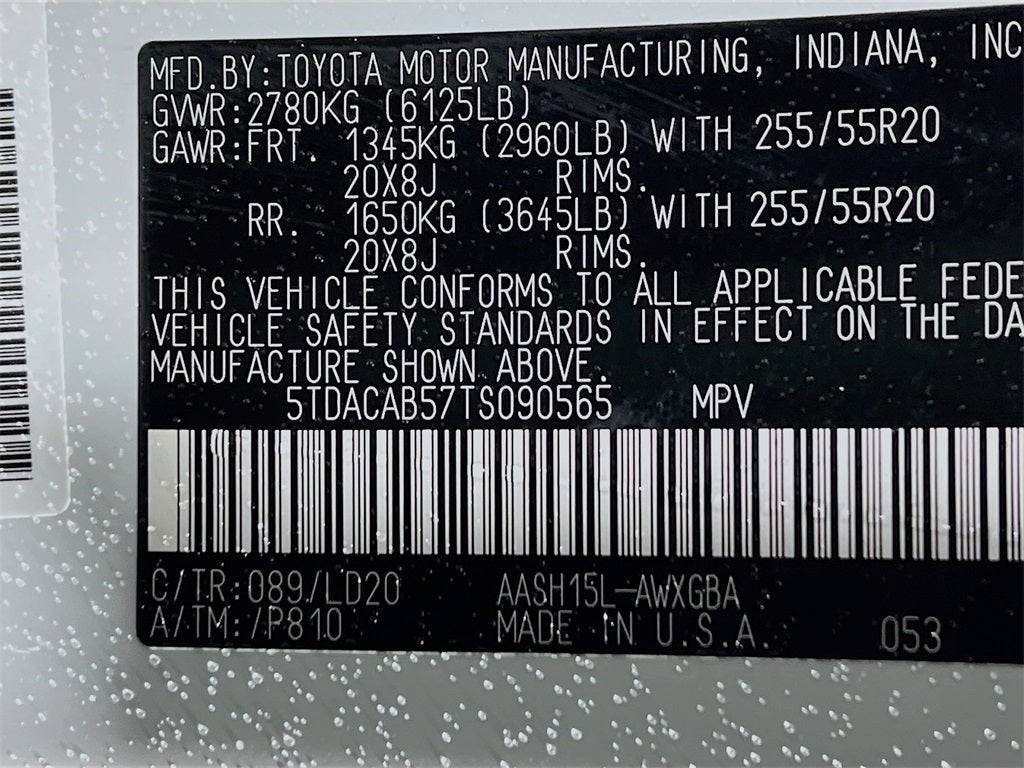 MFD.BY:TOYOTA MOTOR MANUFACTURING, INDIANA, INC
GVWR:2780KG (6125LB)
GAWR:FRT. 1345KG (2960LB) WITH 255/55R20
20X8J RIMS.
RR. 1650KG (3645LB) WITH 255/55R20
20X8J RIMS.
THIS VEHICLE CONFORMS TO ALL APPLICABLE FEDE
VEHICLE SAFETY STANDARDS IN EFFECT ON THE DA
MANUFACTURE SHOWN ABOVE.
5TDACAB57TS090565 MPV
C/TR:089/LD20 AASH15L-AWXGBA
A/TM:/P810 MADE IN U.S.A. 053